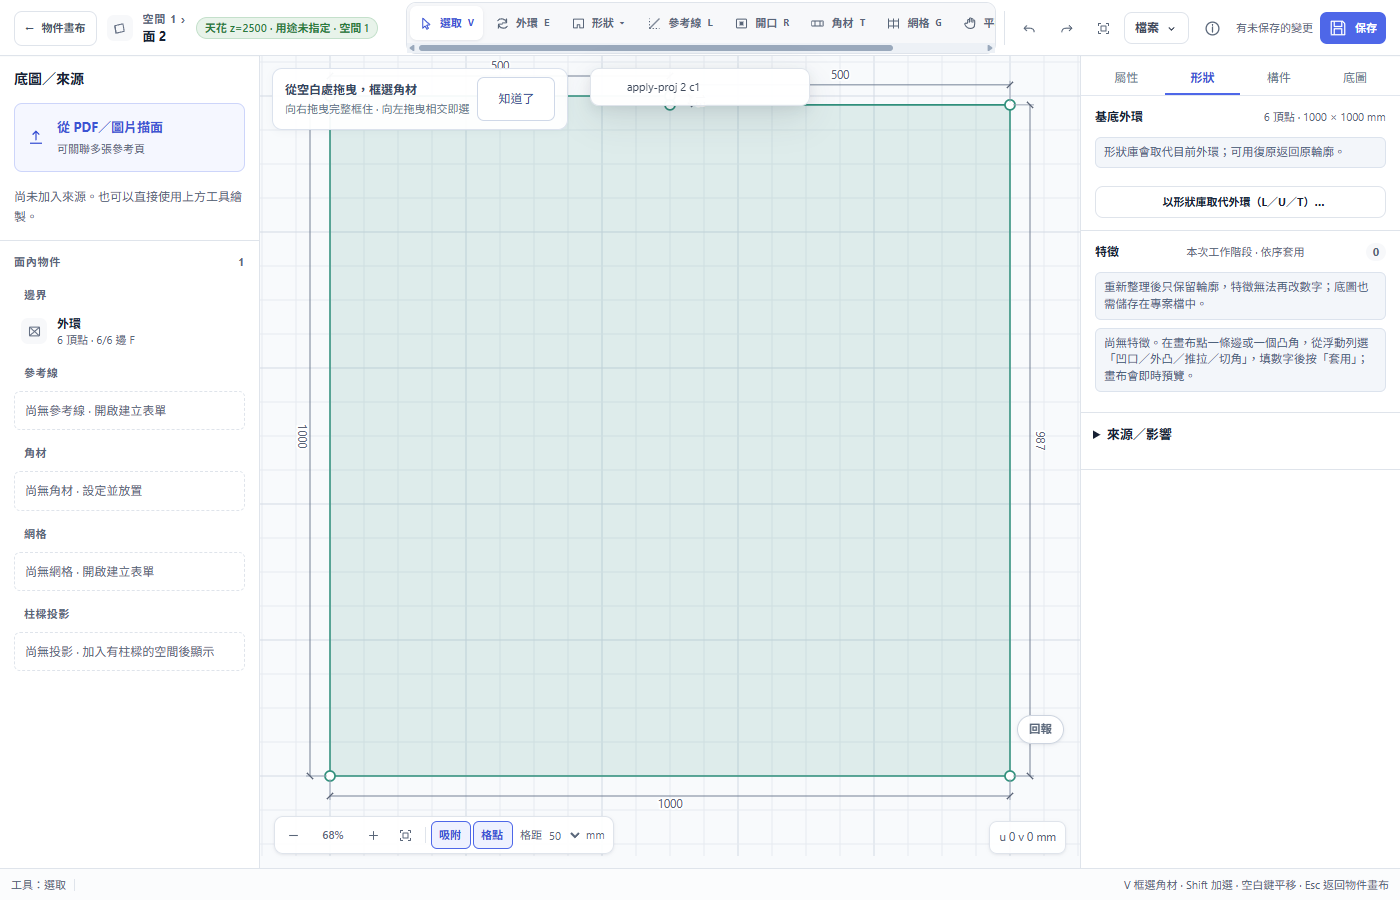 ← 物件畫布
空間 1 ›
面 2
天花 z=2500 · 用途未指定 · 空間 1
選取 V
外環 E
形狀
參考線 L
開口 R
角材 T
網格 G
平
檔案
有未保存的變更
保存
底圖／來源
從 PDF／圖片描面
可關聯多張參考頁
尚未加入來源。也可以直接使用上方工具繪
製。
面內物件 1
邊界
外環
6 頂點 · 6/6 邊 F
參考線
尚無參考線 · 開啟建立表單
角材
尚無角材 · 設定並放置
網格
尚無網格 · 開啟建立表單
柱樑投影
尚無投影 · 加入有柱樑的空間後顯示
500
從空白處拖曳，框選角材
向右拖曳完整框住 · 向左拖曳相交即選
知道了
apply-proj 2 c1
500
1000
987
1000
回報
− 68% +
吸附
格點
格距 50 mm
u 0 v 0 mm
屬性
形狀
構件
底圖
基底外環 6 頂點 · 1000 × 1000 mm
形狀庫會取代目前外環；可用復原返回原輪廓。
以形狀庫取代外環（L／U／T）…
特徵 本次工作階段 · 依序套用 0
重新整理後只保留輪廓，特徵無法再改數字；底圖也
需儲存在專案檔中。
尚無特徵。在畫布點一條邊或一個凸角，從浮動列選
「凹口／外凸／推拉／切角」，填數字後按「套用」；
畫布會即時預覽。
▶ 來源／影響
工具：選取
V 框選角材 · Shift 加選 · 空白鍵平移 · Esc 返回物件畫布